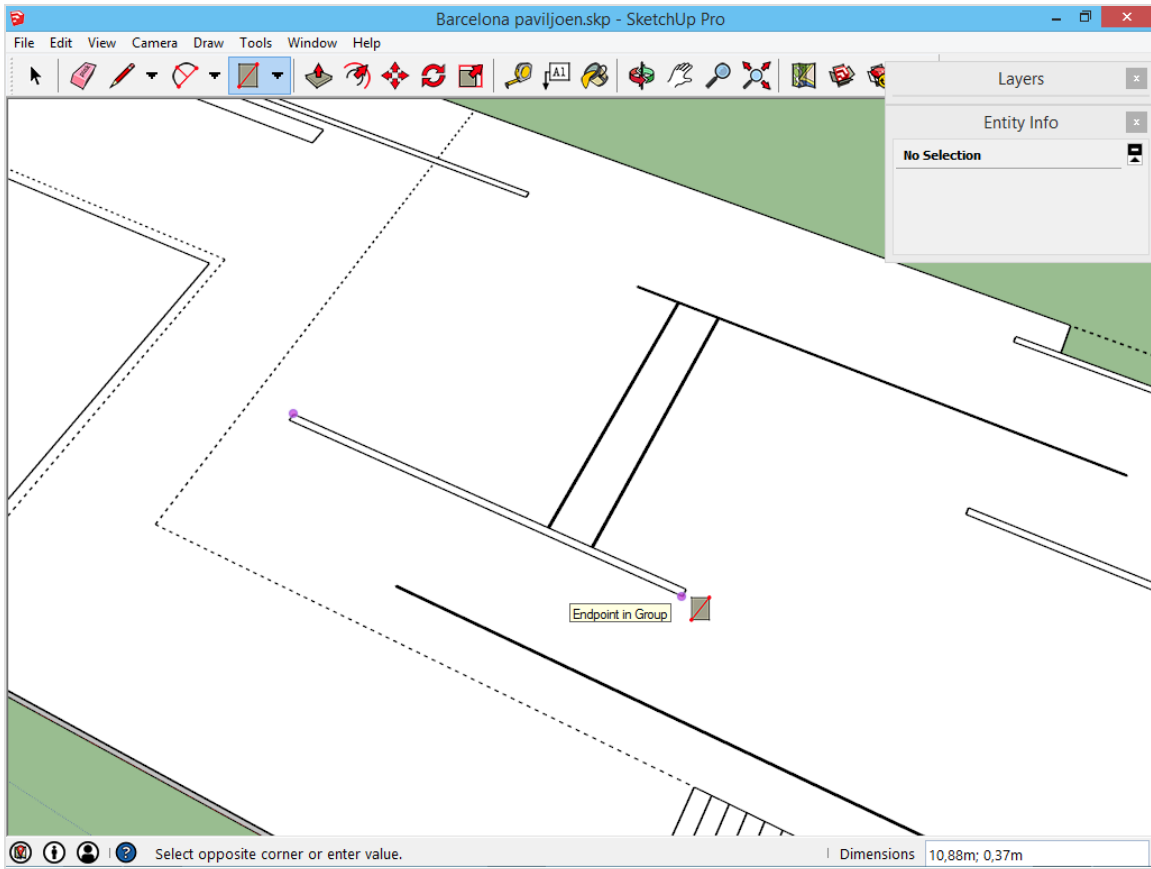 Barcelona paviljoen.skp - SketchUp Pro
File Edit View Camera Draw Tools Window Help
A1
Layers
Entity Info
No Selection
Endpoint in Group
Select opposite corner or enter value.
Dimensions 10,88m; 0,37m